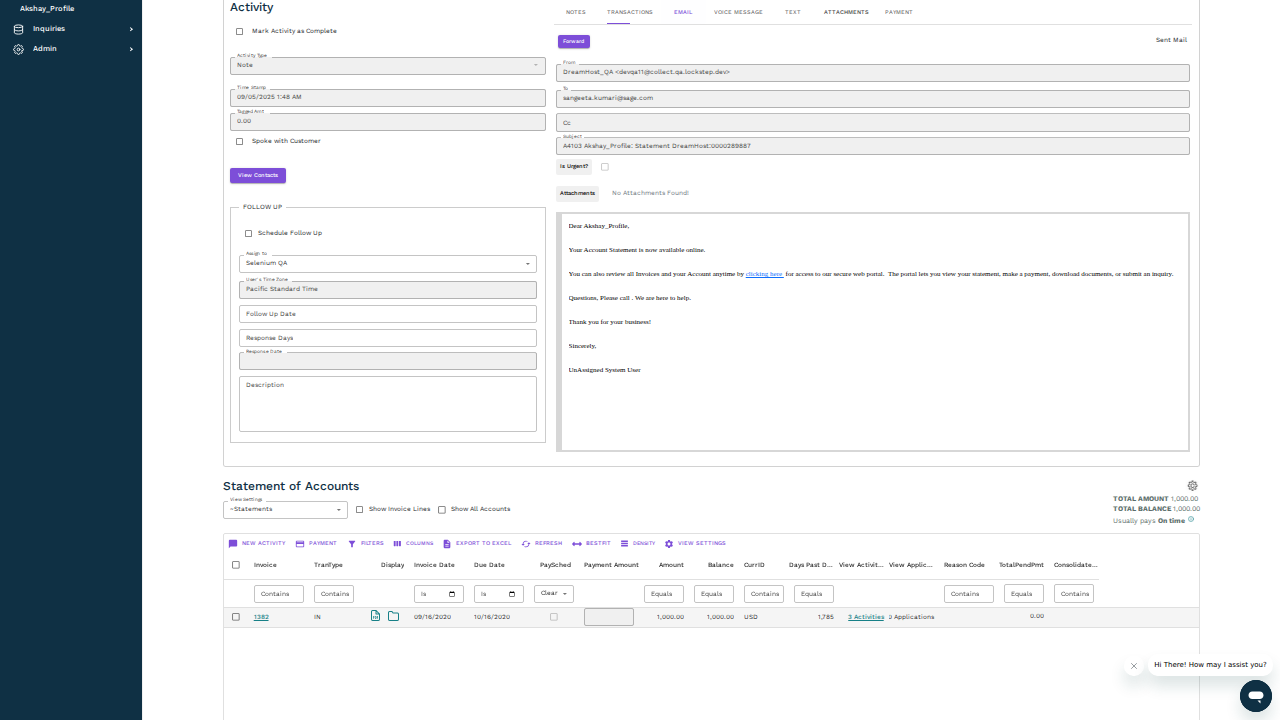 Akshay_Profile
Inquiries
Admin
Activity
Mark Activity as Complete
Activity Type
Note
Time Stamp
09/05/2025 1:48 AM
Tagged Amt
0.00
Spoke with Customer
View Contacts
FOLLOW UP
Schedule Follow Up
Assign to
Selenium QA
User's Time Zone
Pacific Standard Time
Follow Up Date
Response Days
Response Date
Description
NOTES TRANSACTIONS EMAIL VOICE MESSAGE TEXT ATTACHMENTS PAYMENT
Forward Sent Mail
From
DreamHost_QA <devqa11@collect.qa.lockstep.dev>
To
sangeeta.kumari@sage.com
Cc
Subject
A4103 Akshay_Profile: Statement DreamHost:0000289887
Is Urgent?
Attachments No Attachments Found!
Dear Akshay_Profile,
Your Account Statement is now available online.
You can also review all Invoices and your Account anytime by clicking here for access to our secure web portal. The portal lets you view your statement, make a payment, download documents, or submit an inquiry.
Questions, Please call . We are here to help.
Thank you for your business!
Sincerely,
UnAssigned System User
Statement of Accounts
View Settings
~Statements Show Invoice Lines Show All Accounts
TOTAL AMOUNT 1,000.00
TOTAL BALANCE 1,000.00
Usually pays On time
NEW ACTIVITY PAYMENT FILTERS COLUMNS EXPORT TO EXCEL REFRESH BESTFIT DENSITY VIEW SETTINGS
Invoice TranType Display Invoice Date Due Date PaySched Payment Amount Amount Balance CurrID Days Past D... View Activit... View Applic... Reason Code TotalPendPmt Consolidate...
Contains Contains Is Is Clear Equals Equals Contains Equals Contains Equals Contains
1382 IN 09/16/2020 10/16/2020 1,000.00 1,000.00 USD 1,785 3 Activities 0 Applications 0.00
Hi There! How may I assist you?